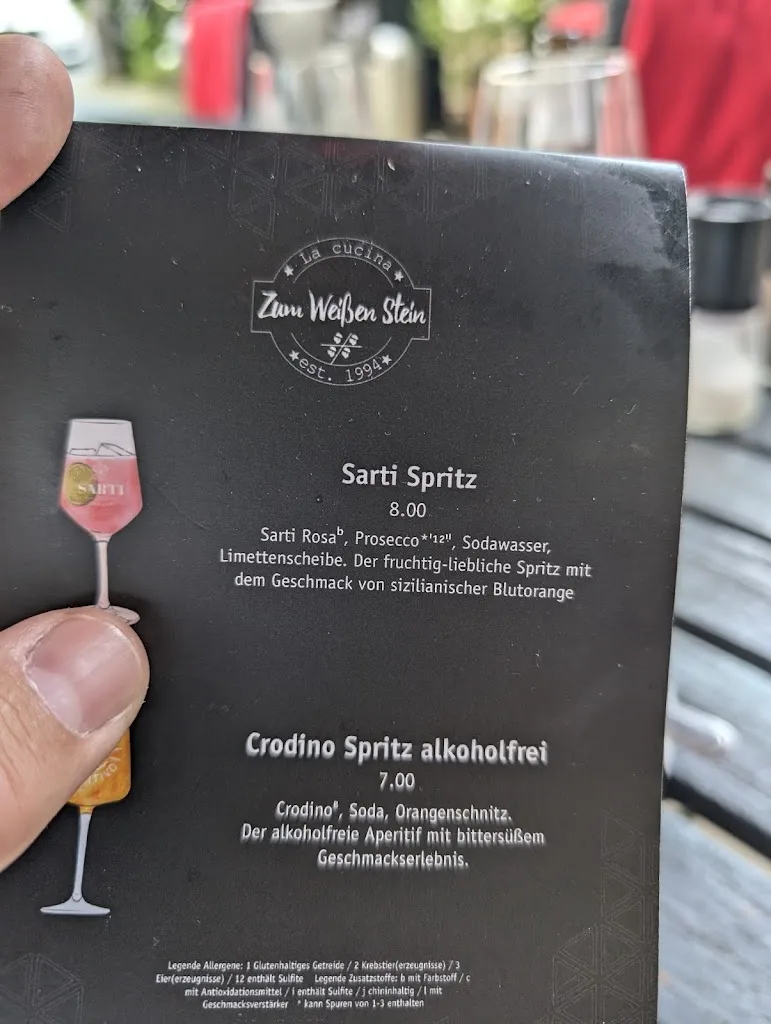 La cucina
Zum Weißen Stein
est. 1994
SARTI
Sarti Spritz
8.00
Sarti Rosaᵇ, Prosecco*'¹²", Sodawasser,
Limettenscheibe. Der fruchtig-liebliche Spritz mit
dem Geschmack von sizilianischer Blutorange
Crodino Spritz alkoholfrei
7.00
Crodino, Soda, Orangenschnitz.
Der alkoholfreie Aperitif mit bittersüßem
Geschmackserlebnis.
Legende Allergene: 1 Glutenhaltiges Getreide / 2 Krebstier(erzeugnisse) / 3
Eier(erzeugnisse) / 12 enthält Sulfite Legende Zusatzstoffe: b mit Farbstoff / c
mit Antioxidationsmittel / i enthält Sulfite / j chininhaltig / l mit
Geschmacksverstärker * kann Spuren von 1-3 enthalten